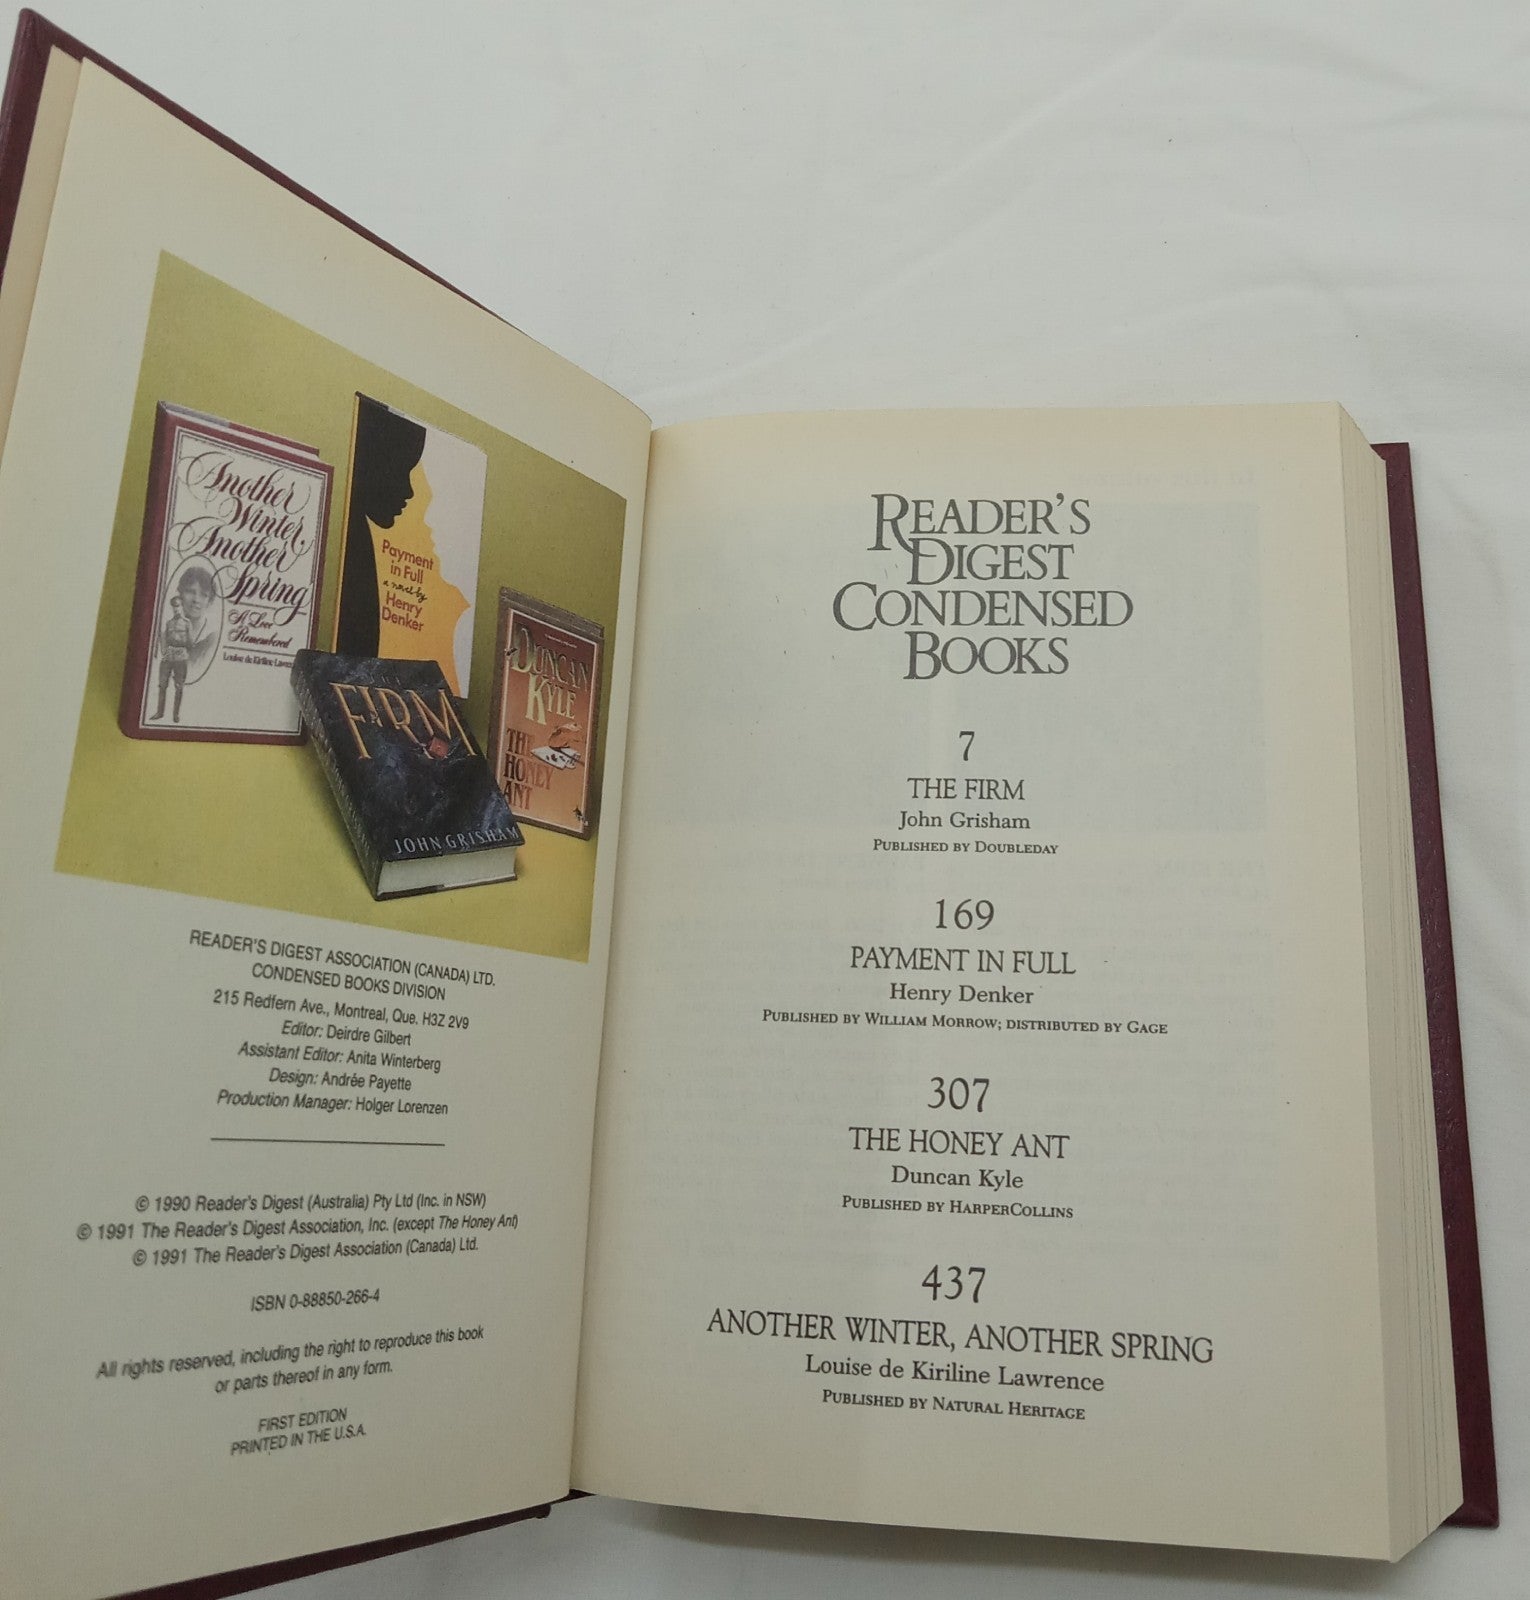 Another
Winter,
Another
Spring
A Love
Remembered
Louise de Kiriline
Payment
in Full
a novel by
Henry
Denker
THE
FIRM
JOHN GRISHAM
DUNCAN
KYLE
THE
HONEY
ANT
READER'S DIGEST ASSOCIATION (CANADA) LTD.
CONDENSED BOOKS DIVISION
215 Redfern Ave., Montreal, Que. H3Z 2V9
Editor: Deirdre Gilbert
Assistant Editor: Anita Winterberg
Design: Andrée Payette
Production Manager: Holger Lorenzen
© 1990 Reader's Digest (Australia) Pty Ltd (Inc. in NSW)
© 1991 The Reader's Digest Association, Inc. (except The Honey Ant)
© 1991 The Reader's Digest Association (Canada) Ltd.
ISBN 0-88850-266-4
All rights reserved, including the right to reproduce this book
or parts thereof in any form.
FIRST EDITION
PRINTED IN THE U.S.A.
READER'S
DIGEST
CONDENSED
BOOKS
7
THE FIRM
John Grisham
PUBLISHED BY DOUBLEDAY
169
PAYMENT IN FULL
Henry Denker
PUBLISHED BY WILLIAM MORROW; DISTRIBUTED BY GAGE
307
THE HONEY ANT
Duncan Kyle
PUBLISHED BY HARPERCOLLINS
437
ANOTHER WINTER, ANOTHER SPRING
Louise de Kiriline Lawrence
PUBLISHED BY NATURAL HERITAGE